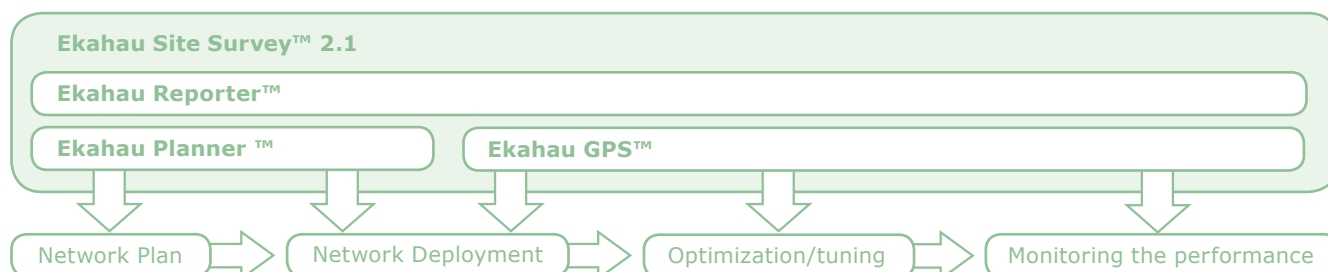 Ekahau Site Survey™ 2.1
Ekahau Reporter™
Ekahau Planner ™
Ekahau GPS™
Network Plan
Network Deployment
Optimization/tuning
Monitoring the performance